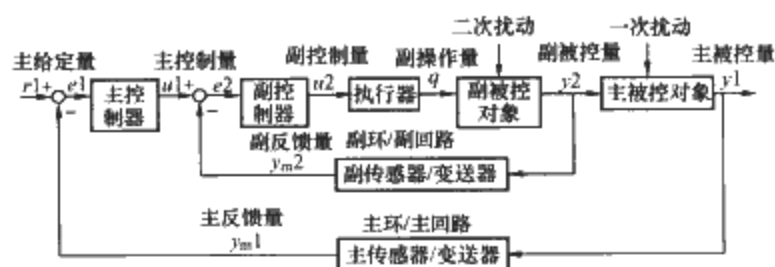 二次扰动 一次扰动
主给定量 主控制量 副控制量 副操作量 副被控量 主被控量
r1+ e1 主控制器 u1+ e2 副控制器 u2 执行器 q 副被控对象 y2 主被控对象 y1
− −
副反馈量 副环/副回路
ym2 副传感器/变送器
主反馈量 主环/主回路
ym1 主传感器/变送器